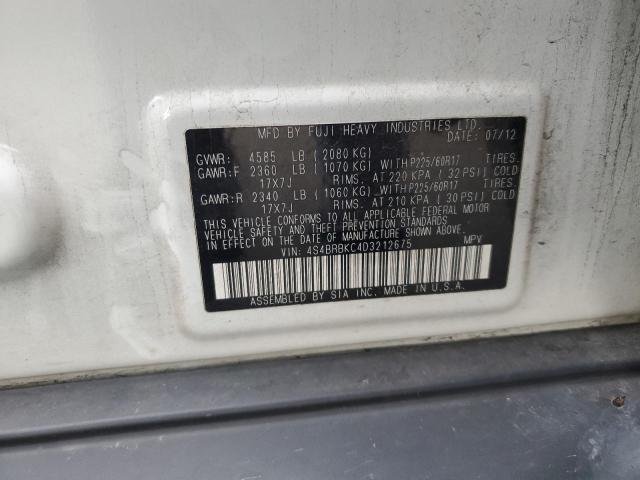 MFD BY FUJI HEAVY INDUSTRIES LTD.
DATE: 07/12
GVWR: 4585 LB (2080 KG)
GAWR:F 2360 LB (1070 KG) WITH P225/60R17 TIRES.
17X7J RIMS. AT 220 KPA (32 PSI) COLD
GAWR:R 2340 LB (1060 KG) WITH P225/60R17 TIRES.
17X7J RIMS. AT 210 KPA (30 PSI) COLD
THIS VEHICLE CONFORMS TO ALL APPLICABLE FEDERAL MOTOR
VEHICLE SAFETY AND THEFT PREVENTION STANDARDS
IN EFFECT ON THE DATE OF MANUFACTURE SHOWN ABOVE.
VIN: 4S4BRBKC4D3212675 MPV
ASSEMBLED BY SIA INC. MADE IN U.S.A.